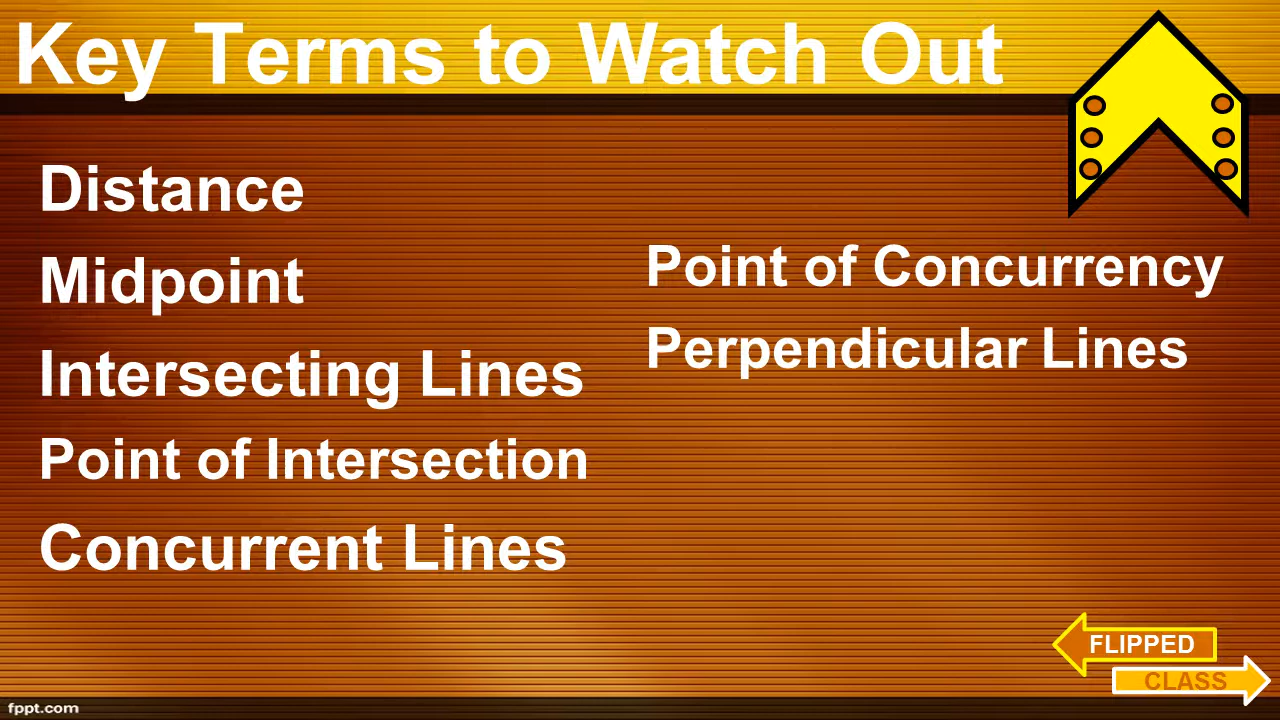 Key Terms to Watch Out
Distance
Midpoint
Intersecting Lines
Point of Intersection
Concurrent Lines
Point of Concurrency
Perpendicular Lines
FLIPPED
CLASS
fppt.com